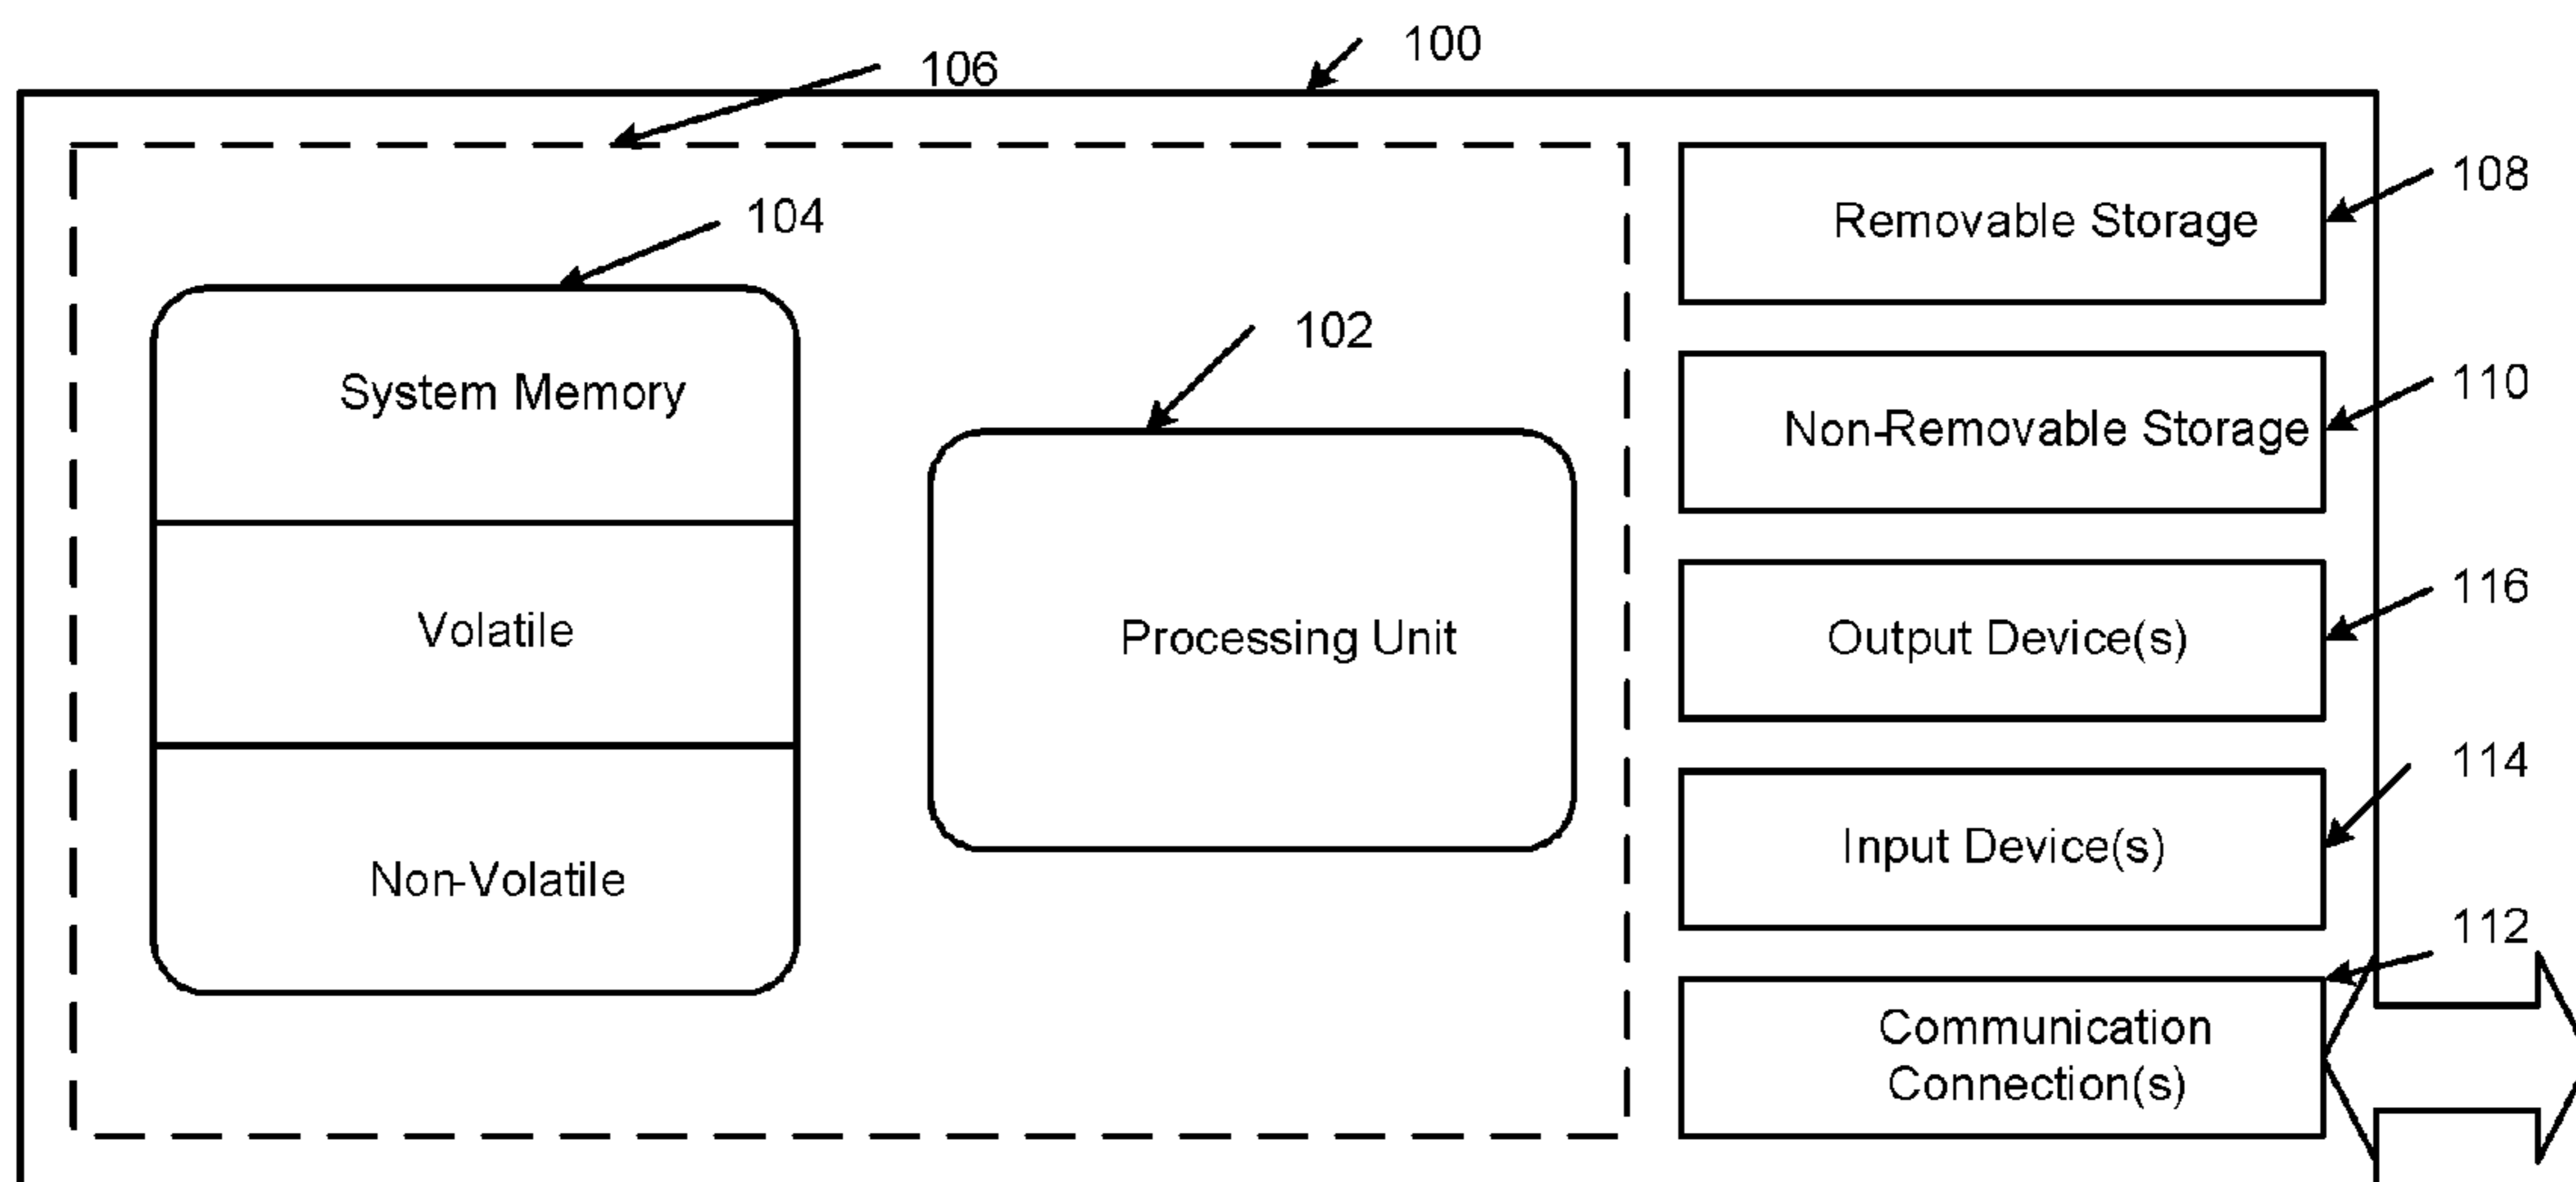 100
106
108
104
Removable Storage
102
110
System Memory
Non-Removable Storage
116
Volatile
Processing Unit
Output Device(s)
114
Input Device(s)
Non-Volatile
112
Communication
Connection(s)